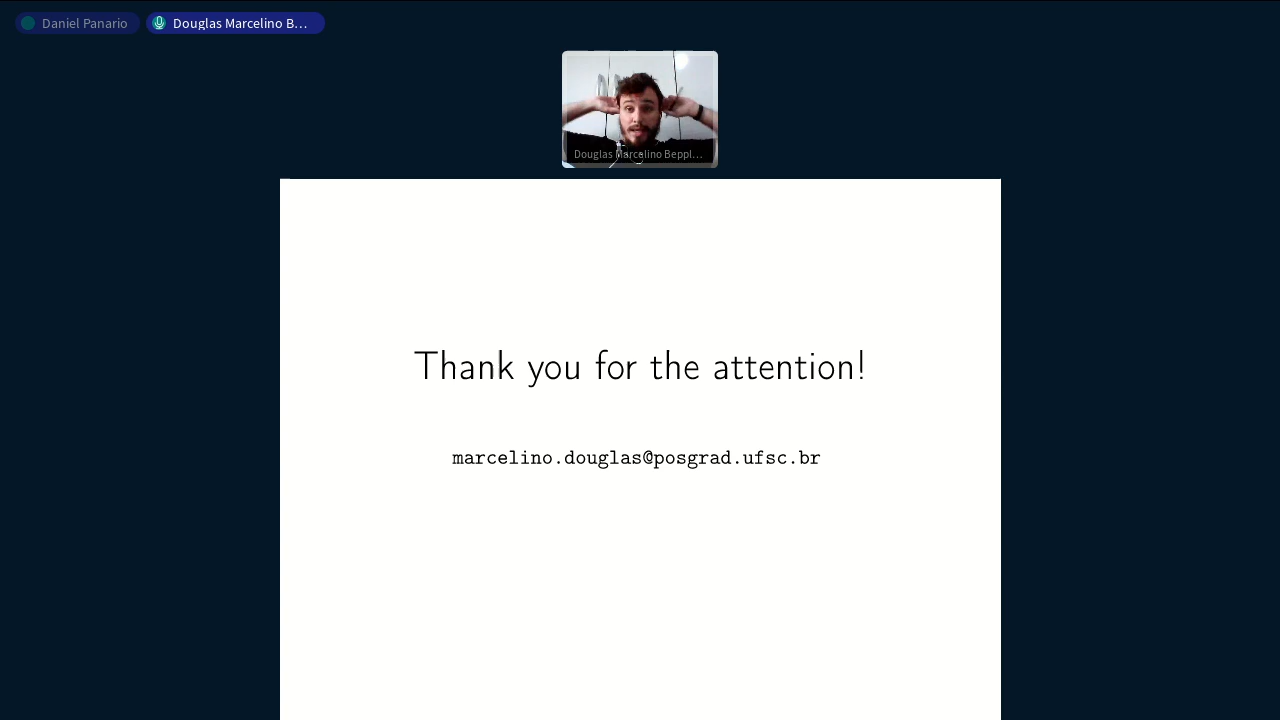 Daniel Panario
Douglas Marcelino B...
Douglas Marcelino Beppl...
Thank you for the attention!
marcelino.douglas@posgrad.ufsc.br